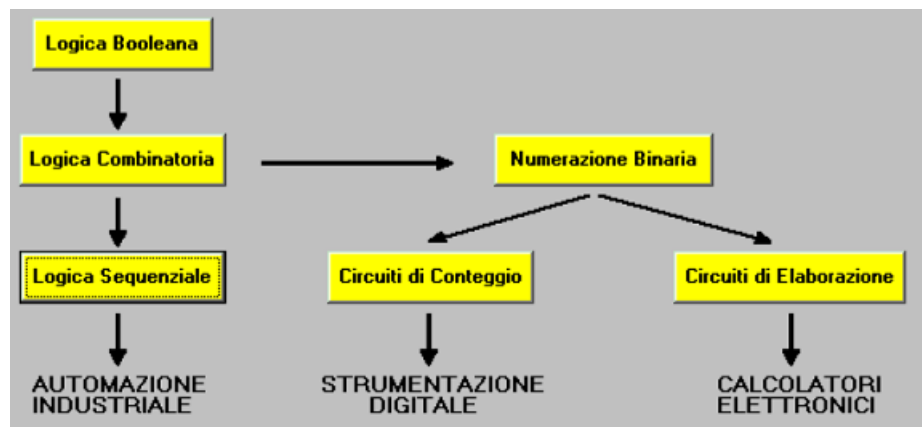 Logica Booleana
Logica Combinatoria
Numerazione Binaria
Logica Sequenziale
Circuiti di Conteggio
Circuiti di Elaborazione
AUTOMAZIONE
INDUSTRIALE
STRUMENTAZIONE
DIGITALE
CALCOLATORI
ELETTRONICI